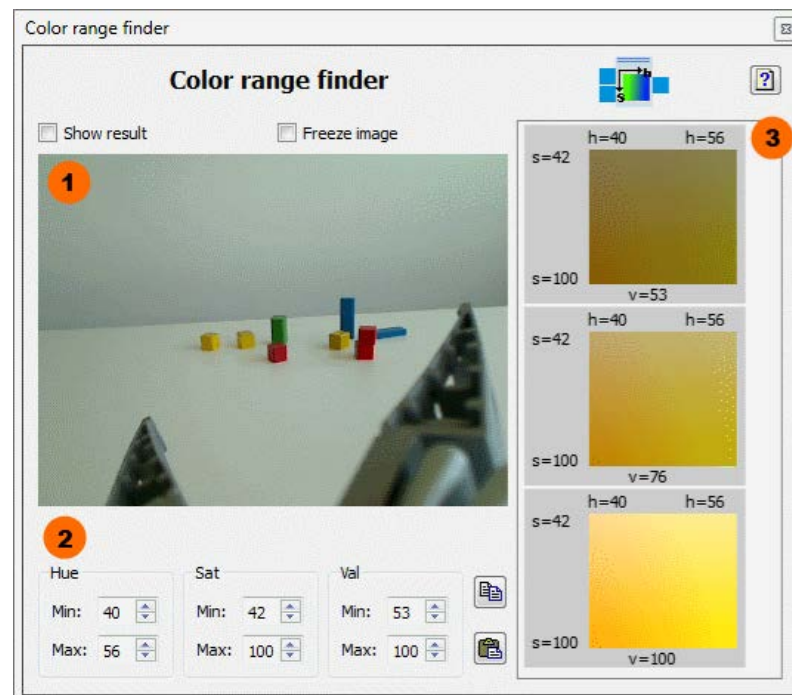 Color range finder
Color range finder
h
s
?
Show result
Freeze image
1
3
h=40 h=56
s=42
s=100
v=53
h=40 h=56
s=42
s=100
v=76
h=40 h=56
s=42
s=100
v=100
2
Hue
Min: 40
Max: 56
Sat
Min: 42
Max: 100
Val
Min: 53
Max: 100